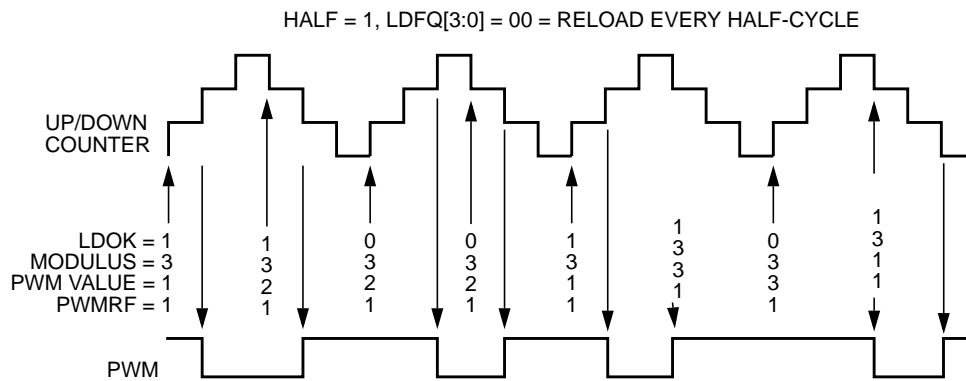 HALF = 1, LDFQ[3:0] = 00 = RELOAD EVERY HALF-CYCLE
UP/DOWN
COUNTER
LDOK = 1 1 0 0 1 1 0 1
MODULUS = 3 3 3 3 3 3 3 3
PWM VALUE = 1 2 2 2 1 3 3 1
PWMRF = 1 1 1 1 1 1 1 1
PWM